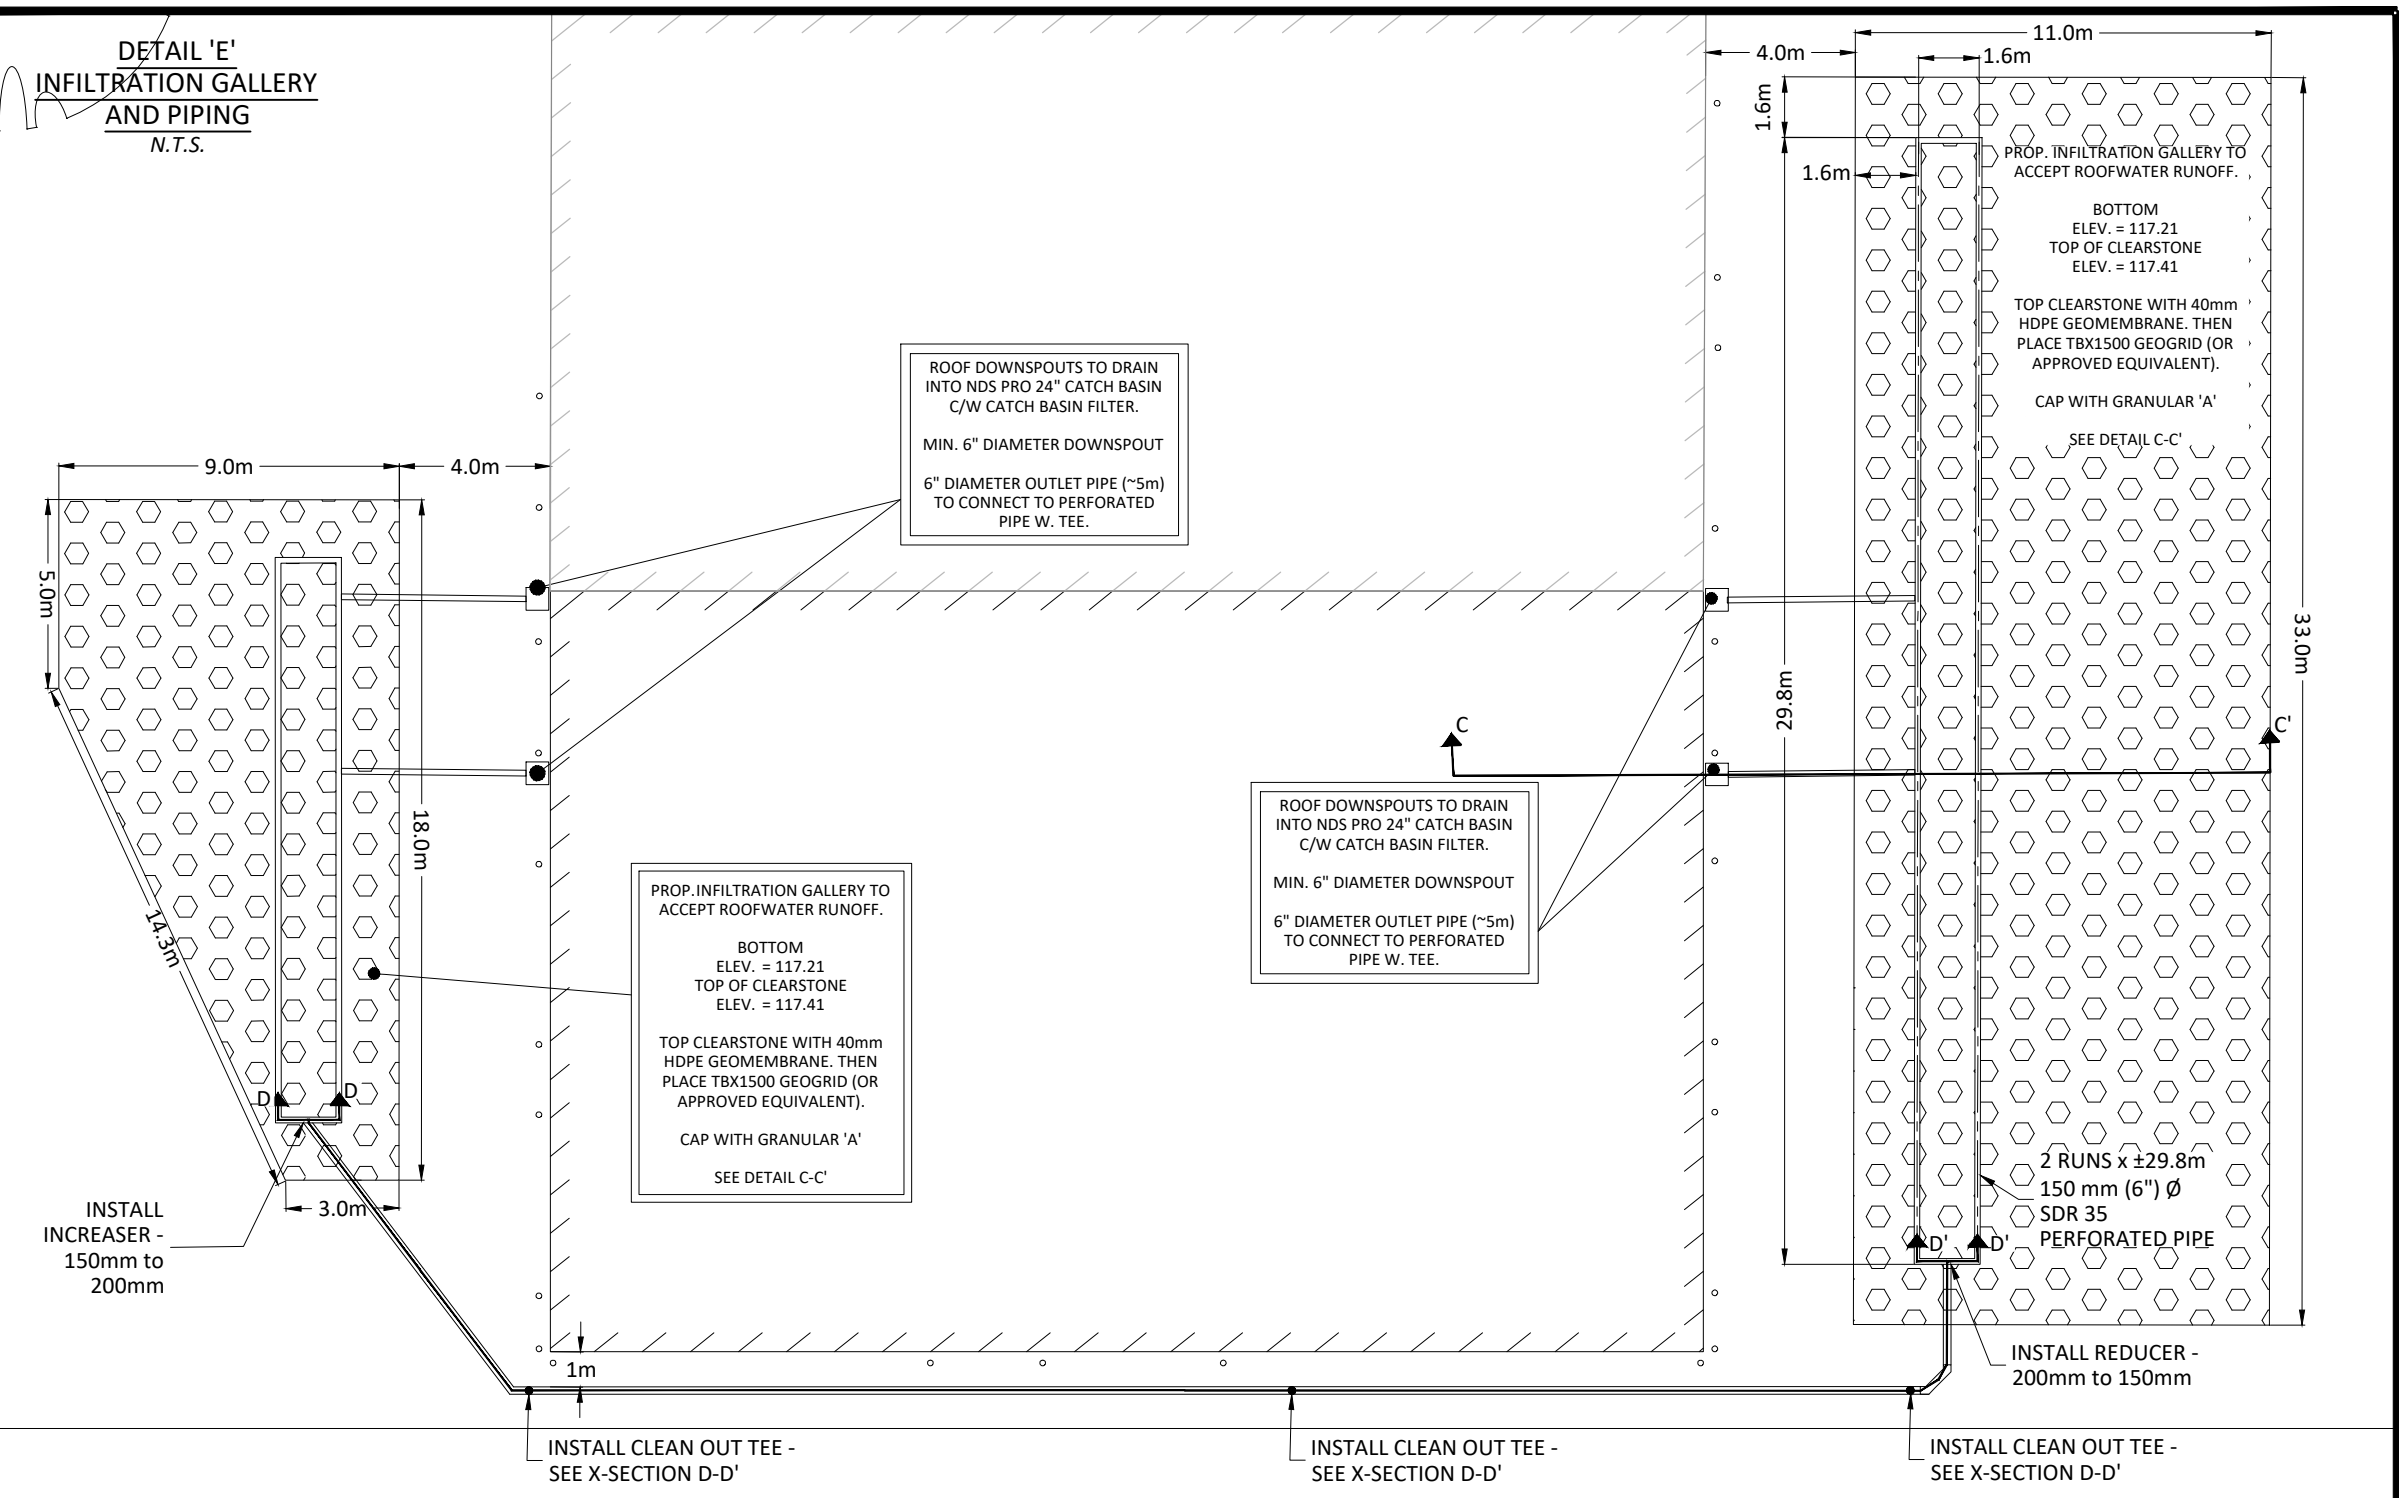 DETAIL 'E'
INFILTRATION GALLERY
AND PIPING
N.T.S.
4.0m
11.0m
1.6m
1.6m
1.6m
PROP. INFILTRATION GALLERY TO
ACCEPT ROOFWATER RUNOFF.
BOTTOM
ELEV. = 117.21
TOP OF CLEARSTONE
ELEV. = 117.41
TOP CLEARSTONE WITH 40mm
HDPE GEOMEMBRANE. THEN
PLACE TBX1500 GEOGRID (OR
APPROVED EQUIVALENT).
CAP WITH GRANULAR 'A'
SEE DETAIL C-C'
ROOF DOWNSPOUTS TO DRAIN
INTO NDS PRO 24" CATCH BASIN
C/W CATCH BASIN FILTER.
MIN. 6" DIAMETER DOWNSPOUT
6" DIAMETER OUTLET PIPE (~5m)
TO CONNECT TO PERFORATED
PIPE W. TEE.
9.0m
4.0m
5.0m
33.0m
29.8m
C
C'
18.0m
14.3m
ROOF DOWNSPOUTS TO DRAIN
INTO NDS PRO 24" CATCH BASIN
C/W CATCH BASIN FILTER.
MIN. 6" DIAMETER DOWNSPOUT
6" DIAMETER OUTLET PIPE (~5m)
TO CONNECT TO PERFORATED
PIPE W. TEE.
PROP.INFILTRATION GALLERY TO
ACCEPT ROOFWATER RUNOFF.
BOTTOM
ELEV. = 117.21
TOP OF CLEARSTONE
ELEV. = 117.41
TOP CLEARSTONE WITH 40mm
HDPE GEOMEMBRANE. THEN
PLACE TBX1500 GEOGRID (OR
APPROVED EQUIVALENT).
CAP WITH GRANULAR 'A'
SEE DETAIL C-C'
D
D
2 RUNS x ±29.8m
150 mm (6") Ø
SDR 35
PERFORATED PIPE
D'
D'
INSTALL
INCREASER -
150mm to
200mm
3.0m
1m
INSTALL REDUCER -
200mm to 150mm
INSTALL CLEAN OUT TEE -
SEE X-SECTION D-D'
INSTALL CLEAN OUT TEE -
SEE X-SECTION D-D'
INSTALL CLEAN OUT TEE -
SEE X-SECTION D-D'